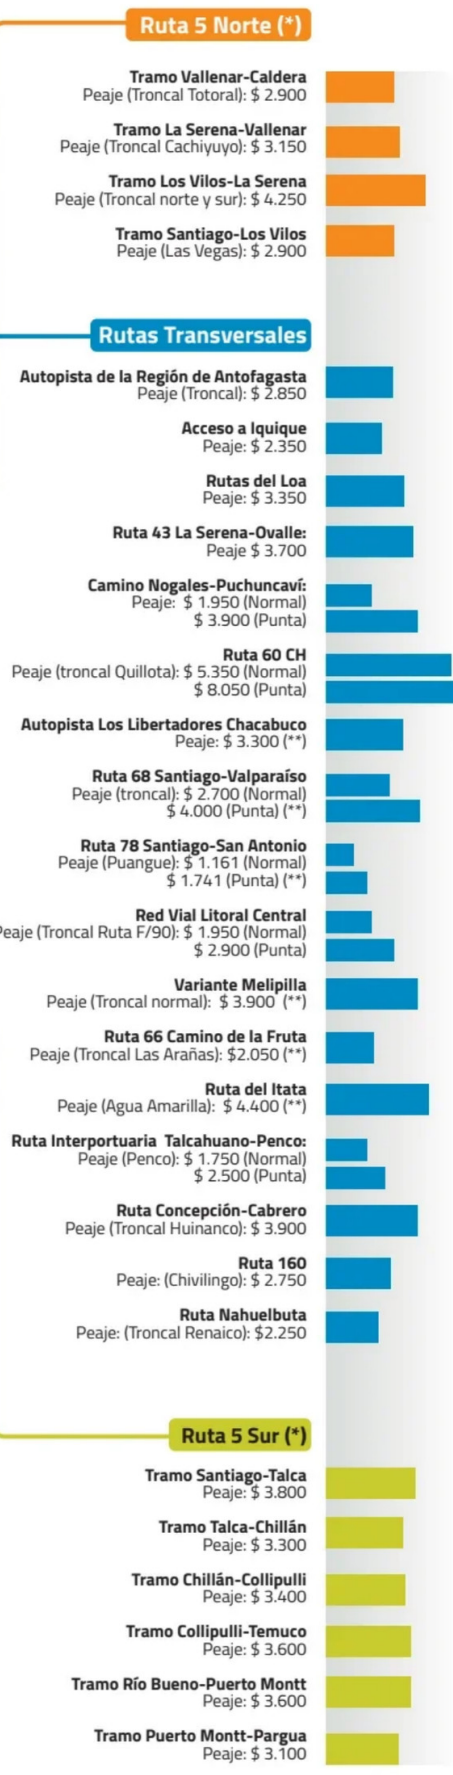 Ruta 5 Norte (*)
Tramo Vallenar-Caldera
Peaje (Troncal Totoral): $ 2.900
Tramo La Serena-Vallenar
Peaje (Troncal Cachiyuyo): $ 3.150
Tramo Los Vilos-La Serena
Peaje (Troncal norte y sur): $ 4.250
Tramo Santiago-Los Vilos
Peaje (Las Vegas): $ 2.900
Rutas Transversales
Autopista de la Región de Antofagasta
Peaje (Troncal): $ 2.850
Acceso a Iquique
Peaje: $ 2.350
Rutas del Loa
Peaje: $ 3.350
Ruta 43 La Serena-Ovalle:
Peaje $ 3.700
Camino Nogales-Puchuncaví:
Peaje: $ 1.950 (Normal)
$ 3.900 (Punta)
Ruta 60 CH
Peaje (troncal Quillota): $ 5.350 (Normal)
$ 8.050 (Punta)
Autopista Los Libertadores Chacabuco
Peaje: $ 3.300 (**)
Ruta 68 Santiago-Valparaíso
Peaje (troncal): $ 2.700 (Normal)
$ 4.000 (Punta) (**)
Ruta 78 Santiago-San Antonio
Peaje (Puangue): $ 1.161 (Normal)
$ 1.741 (Punta) (**)
Red Vial Litoral Central
Peaje (Troncal Ruta F/90): $ 1.950 (Normal)
$ 2.900 (Punta)
Variante Melipilla
Peaje (Troncal normal): $ 3.900 (**)
Ruta 66 Camino de la Fruta
Peaje (Troncal Las Arañas): $2.050 (**)
Ruta del Itata
Peaje (Agua Amarilla): $ 4.400 (**)
Ruta Interportuaria Talcahuano-Penco:
Peaje (Penco): $ 1.750 (Normal)
$ 2.500 (Punta)
Ruta Concepción-Cabrero
Peaje (Troncal Huinanco): $ 3.900
Ruta 160
Peaje: (Chivilingo): $ 2.750
Ruta Nahuelbuta
Peaje: (Troncal Renaico): $2.250
Ruta 5 Sur (*)
Tramo Santiago-Talca
Peaje: $ 3.800
Tramo Talca-Chillán
Peaje: $ 3.300
Tramo Chillán-Collipulli
Peaje: $ 3.400
Tramo Collipulli-Temuco
Peaje: $ 3.600
Tramo Río Bueno-Puerto Montt
Peaje: $ 3.600
Tramo Puerto Montt-Pargua
Peaje: $ 3.100